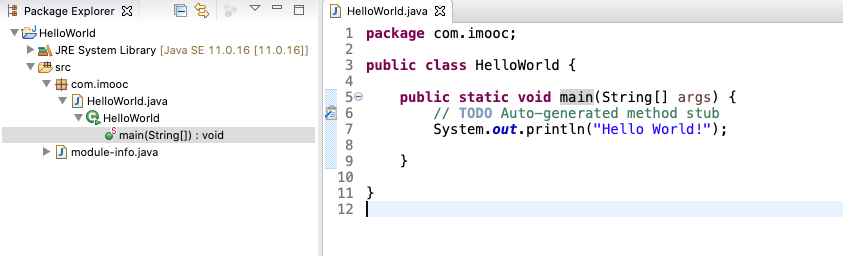 Package Explorer
HelloWorld
JRE System Library [Java SE 11.0.16 [11.0.16]]
src
com.imooc
HelloWorld.java
HelloWorld
main(String[]) : void
module-info.java
HelloWorld.java
1 package com.imooc;
2
3 public class HelloWorld {
4
5 public static void main(String[] args) {
6 // TODO Auto-generated method stub
7 System.out.println("Hello World!");
8
9 }
10
11 }
12